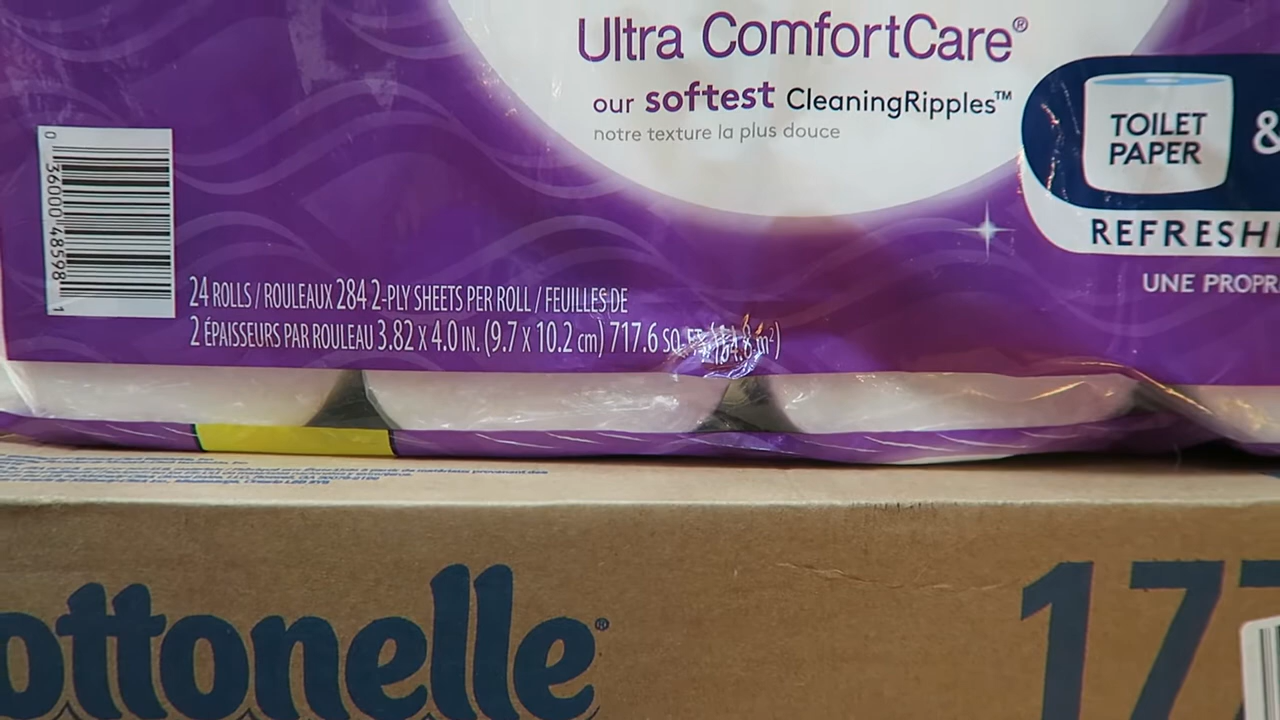 Ultra ComfortCare®
our softest CleaningRipples™
notre texture la plus douce
TOILET
PAPER
&
REFRESHI
UNE PROPR
0 36000 48598 1
24 ROLLS / ROULEAUX 284 2-PLY SHEETS PER ROLL / FEUILLES DE
2 ÉPAISSEURS PAR ROULEAU 3.82 X 4.0 IN. (9.7 x 10.2 cm) 717.6 SQ. m²)
ottonelle®
17